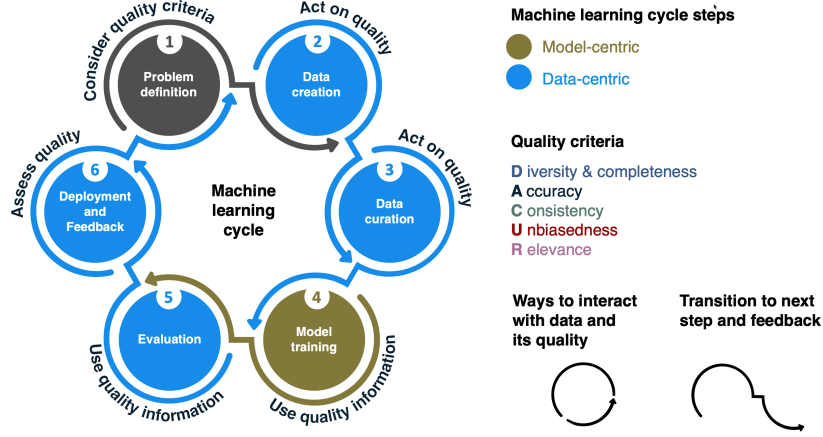 Consider quality criteria
1
Problem
definition
Act on quality
2
Data
creation
Act on quality
3
Data
curation
Use quality information
4
Model
training
Use quality information
5
Evaluation
Assess quality
6
Deployment
and
Feedback
Machine
learning
cycle
Machine learning cycle steps
Model-centric
Data-centric
Quality criteria
D iversity & completeness
A ccuracy
C onsistency
U nbiasedness
R elevance
Ways to interact
with data and
its quality
Transition to next
step and feedback